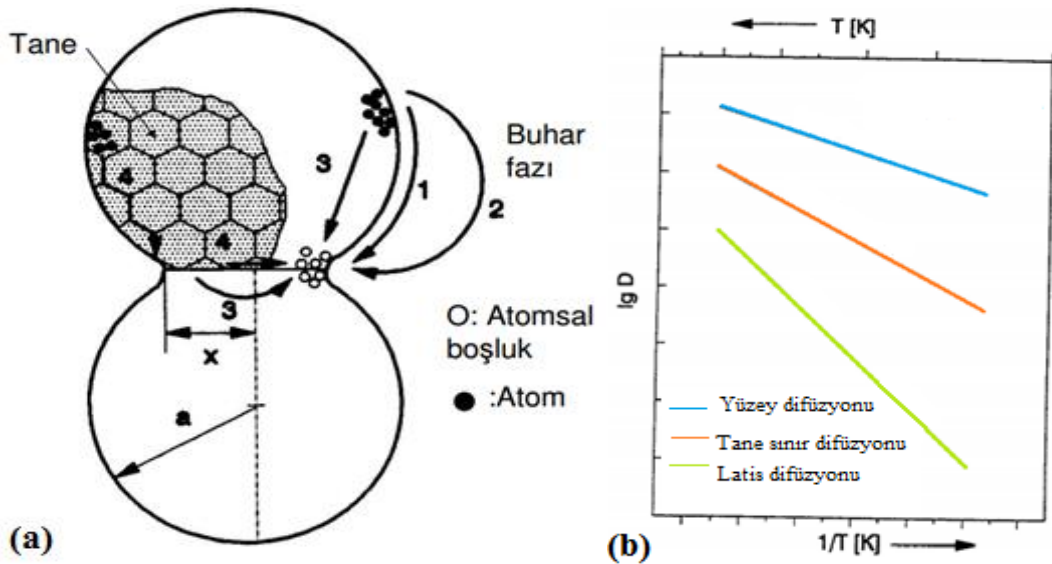 Tane
Buhar
fazı
4
3
1
2
4
3
x
a
O: Atomsal
boşluk
● :Atom
(a)
T [K]
lg D
Yüzey difüzyonu
Tane sınır difüzyonu
Latis difüzyonu
1/T [K]
(b)